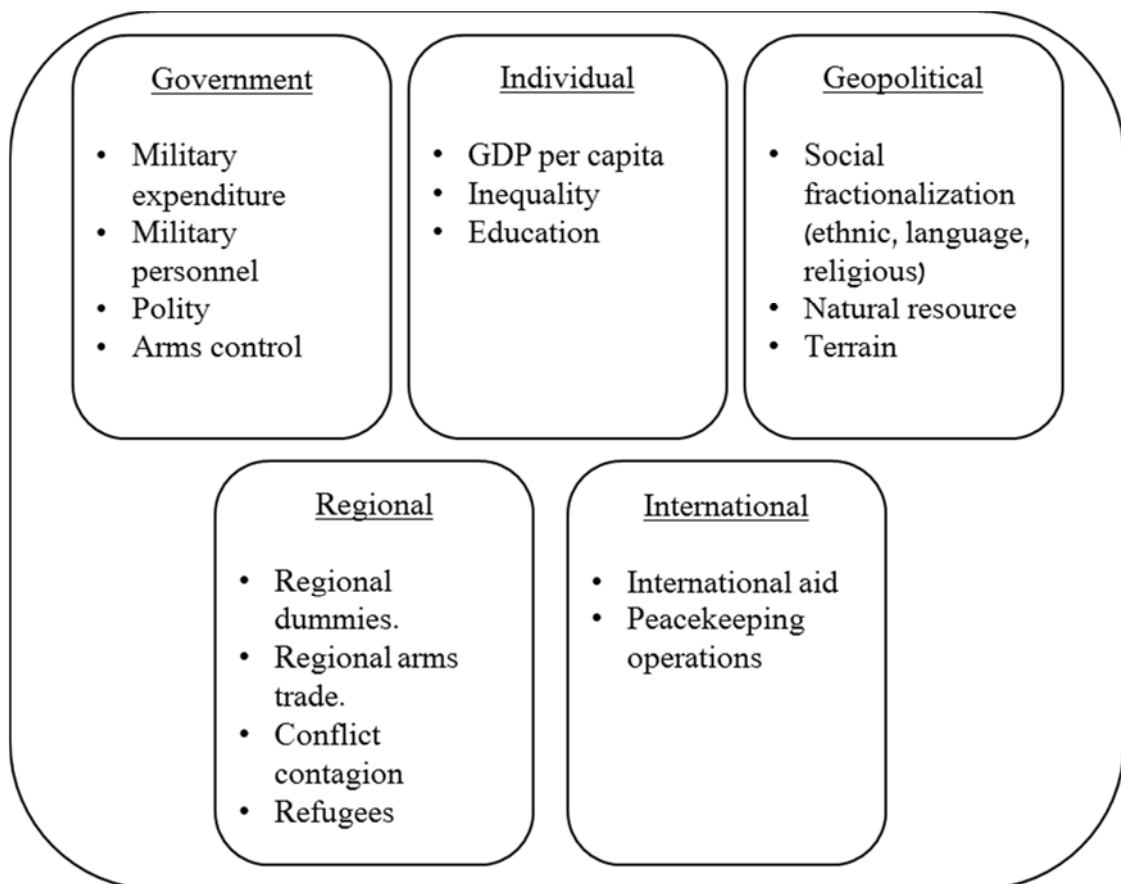 Government
• Military
expenditure
• Military
personnel
• Polity
• Arms control
Individual
• GDP per capita
• Inequality
• Education
Geopolitical
• Social
fractionalization
(ethnic, language,
religious)
• Natural resource
• Terrain
Regional
• Regional
dummies.
• Regional arms
trade.
• Conflict
contagion
• Refugees
International
• International aid
• Peacekeeping
operations